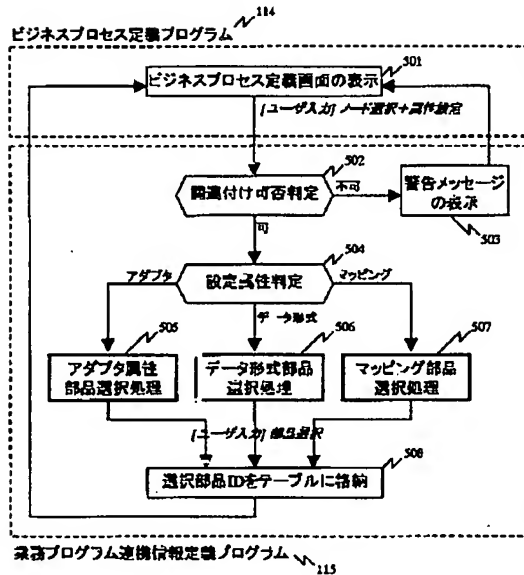 ビジネスプロセス定義プログラム
114
501
ビジネスプロセス定義画面の表示
[ユーザ入力] ノード選択+属性設定
502
関連付け可否判定
不可
警告メッセージ
の表示
503
可
504
設定属性判定
アダプタ
データ形式
マッピング
505
アダプタ属性
部品選択処理
506
データ形式部品
選択処理
507
マッピング部品
選択処理
[ユーザ入力] 部品選択
508
選択部品IDをテーブルに格納
業務プログラム連携情報定義プログラム
115